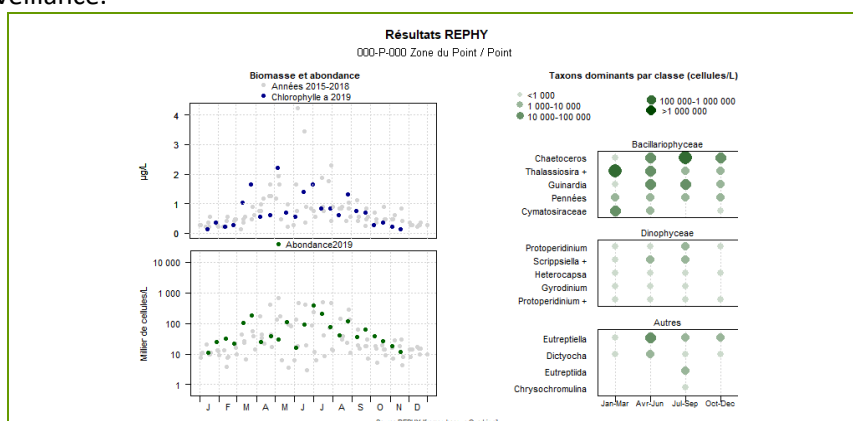 veillance.
Résultats REPHY
000-P-000 Zone du Point / Point
Biomasse et abondance
Années 2015-2018
Chlorophylle a 2019
µg/L
4
3
2
1
0
Abondance2019
Millier de cellules/L
10 000
1 000
100
10
1
J F M A M J J A S O N D
Taxons dominants par classe (cellules/L)
<1 000
1 000-10 000
10 000-100 000
100 000-1 000 000
>1 000 000
Bacillariophyceae
Chaetoceros
Thalassiosira +
Guinardia
Pennées
Cymatosiraceae
Dinophyceae
Protoperidinium
Scrippsiella +
Heterocapsa
Gyrodinium
Protoperidinium +
Autres
Eutreptiella
Dictyocha
Eutreptiida
Chrysochromulina
Jan-Mar Avr-Jun Jul-Sep Oct-Dec